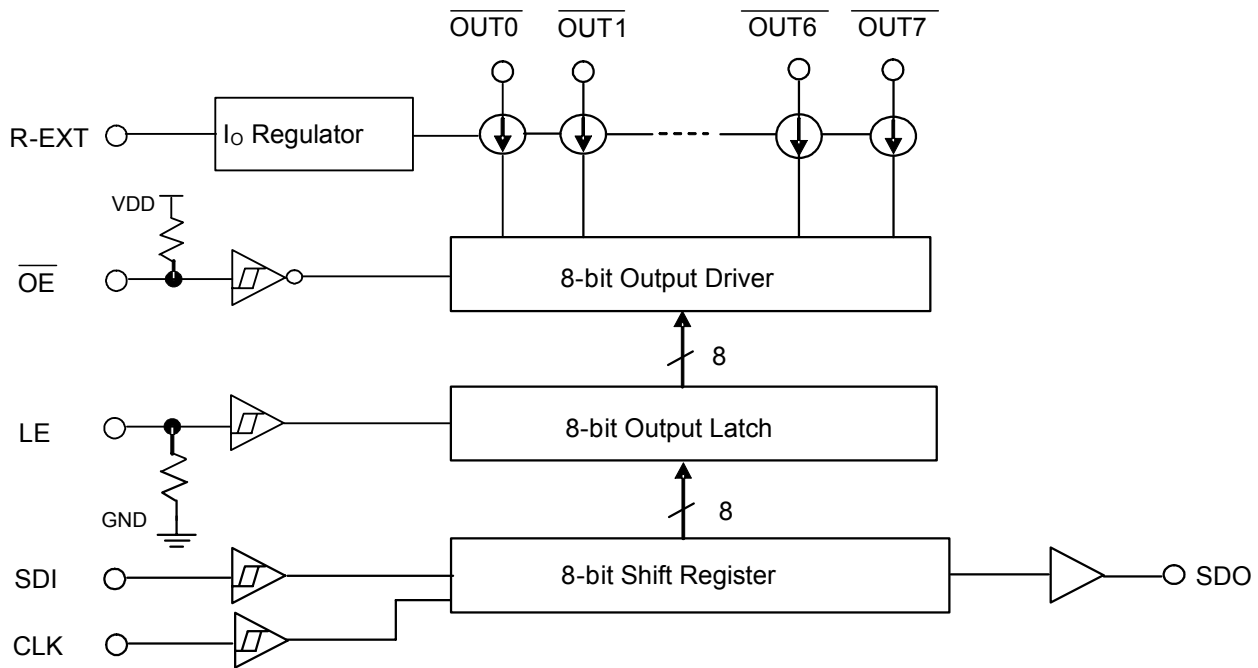 OUT0 OUT1 OUT6 OUT7
R-EXT
IO Regulator
VDD
OE
8-bit Output Driver
8
LE
8-bit Output Latch
GND
8
SDI
8-bit Shift Register
SDO
CLK